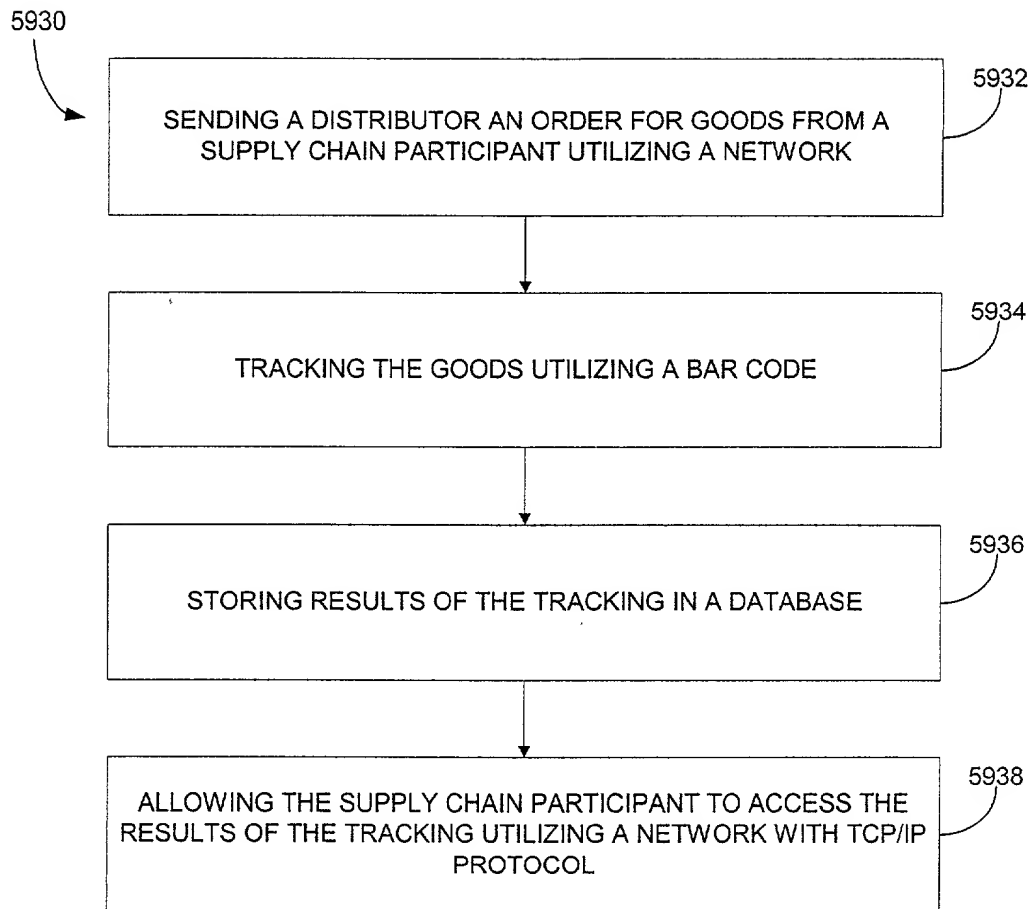 5930
5932
SENDING A DISTRIBUTOR AN ORDER FOR GOODS FROM A
SUPPLY CHAIN PARTICIPANT UTILIZING A NETWORK
5934
TRACKING THE GOODS UTILIZING A BAR CODE
5936
STORING RESULTS OF THE TRACKING IN A DATABASE
5938
ALLOWING THE SUPPLY CHAIN PARTICIPANT TO ACCESS THE
RESULTS OF THE TRACKING UTILIZING A NETWORK WITH TCP/IP
PROTOCOL